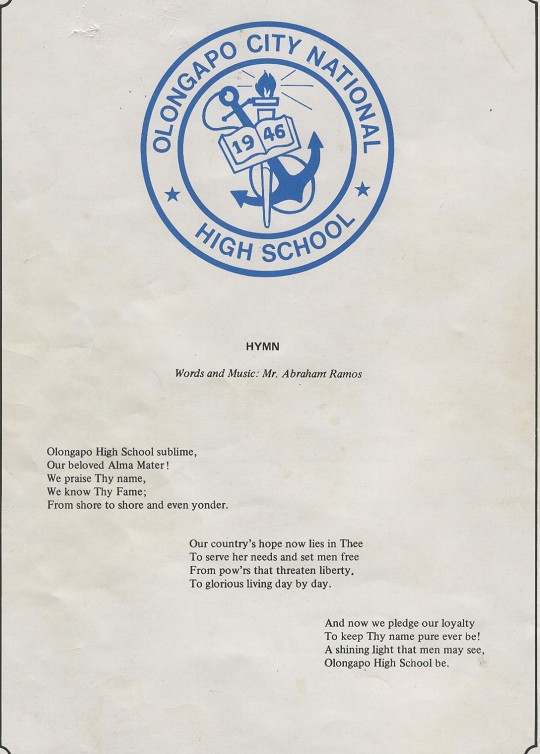 OLONGAPO CITY NATIONAL
19 46
HIGH SCHOOL
HYMN
Words and Music: Mr. Abraham Ramos
Olongapo High School sublime,
Our beloved Alma Mater!
We praise Thy name,
We know Thy Fame;
From shore to shore and even yonder.
Our country's hope now lies in Thee
To serve her needs and set men free
From pow'rs that threaten liberty.
To glorious living day by day.
And now we pledge our loyalty
To keep Thy name pure ever be!
A shining light that men may see,
Olongapo High School be.